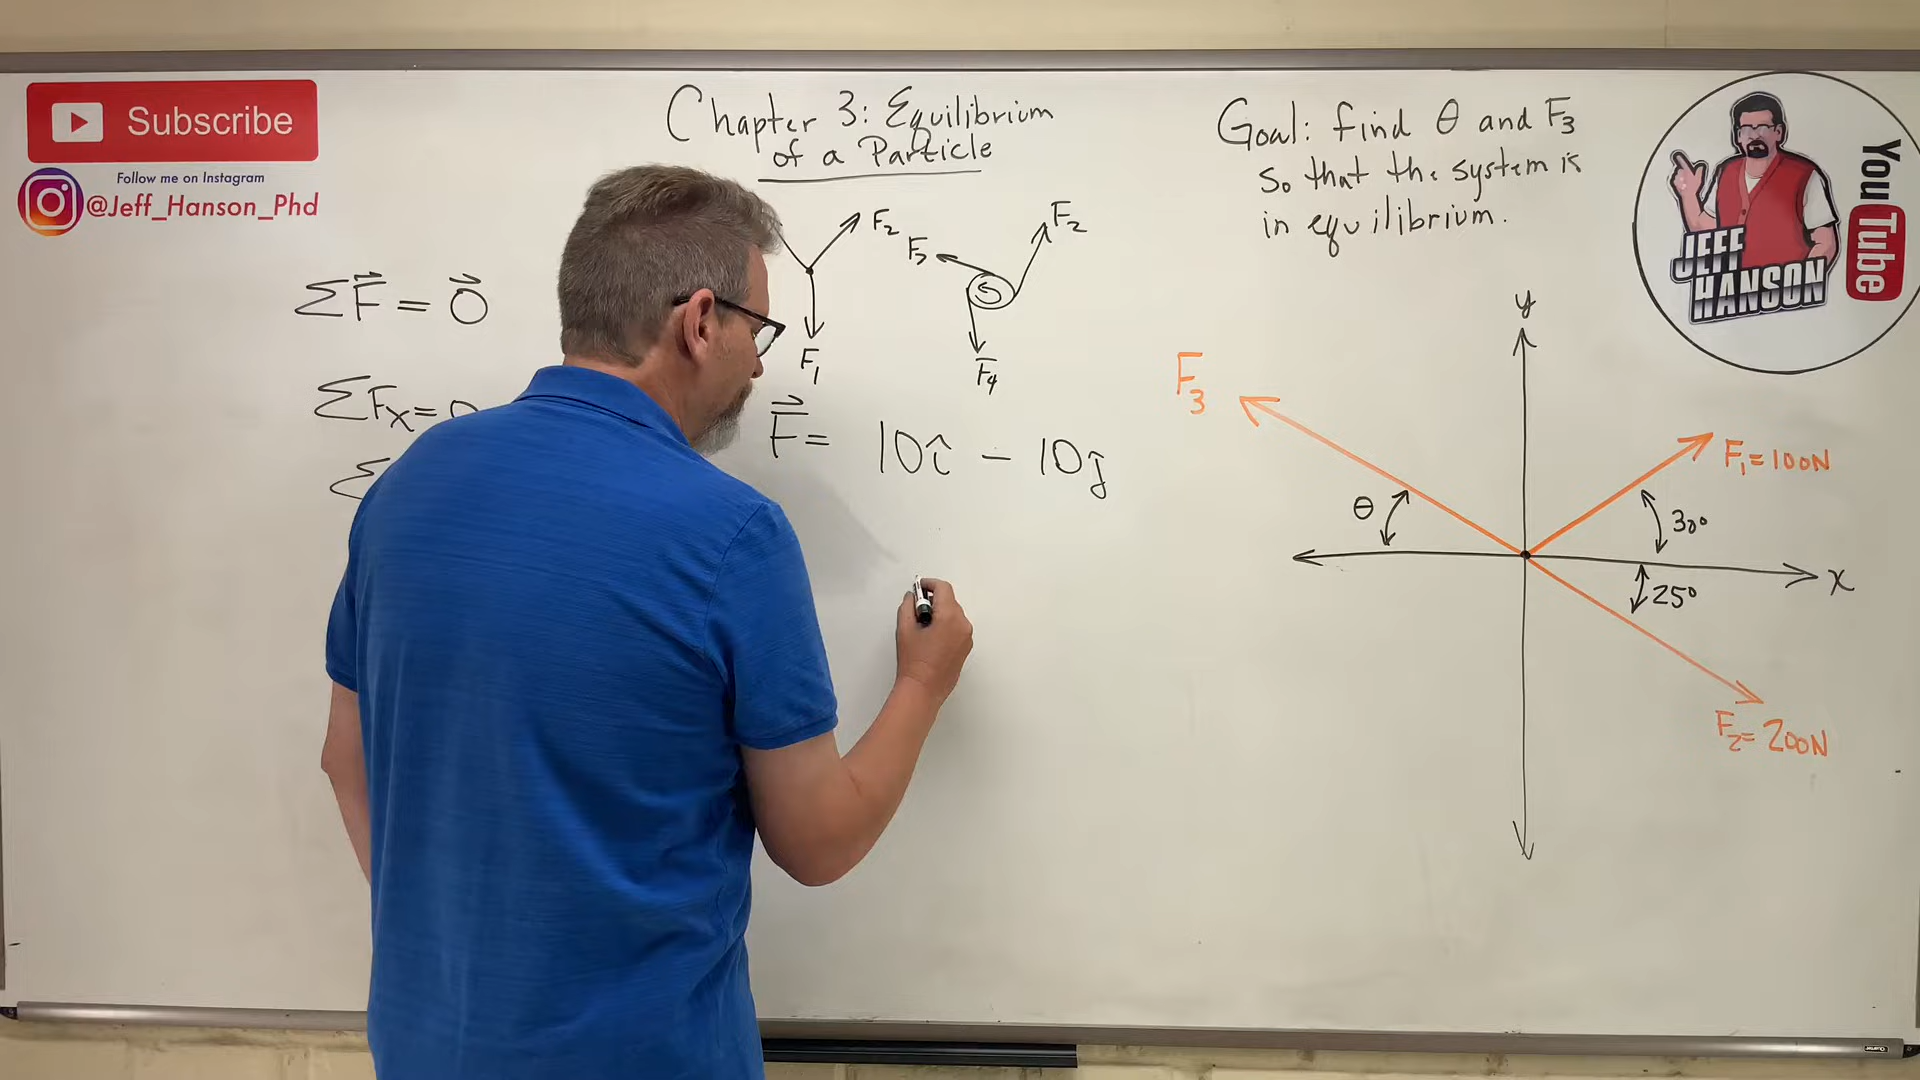 Subscribe
Follow me on Instagram
@Jeff_Hanson_Phd
Chapter 3: Equilibrium
of a Particle
Goal: find θ and F3
so that the system is
in equilibrium.
JEFF
HANSON
YouTube
ΣF⃗ = 0⃗
ΣFx = 0
Σ
F2
F1
F3
F2
F4
F⃗ = 10î - 10ĵ
y
F3
θ
F1=100N
30°
25°
x
F2=200N